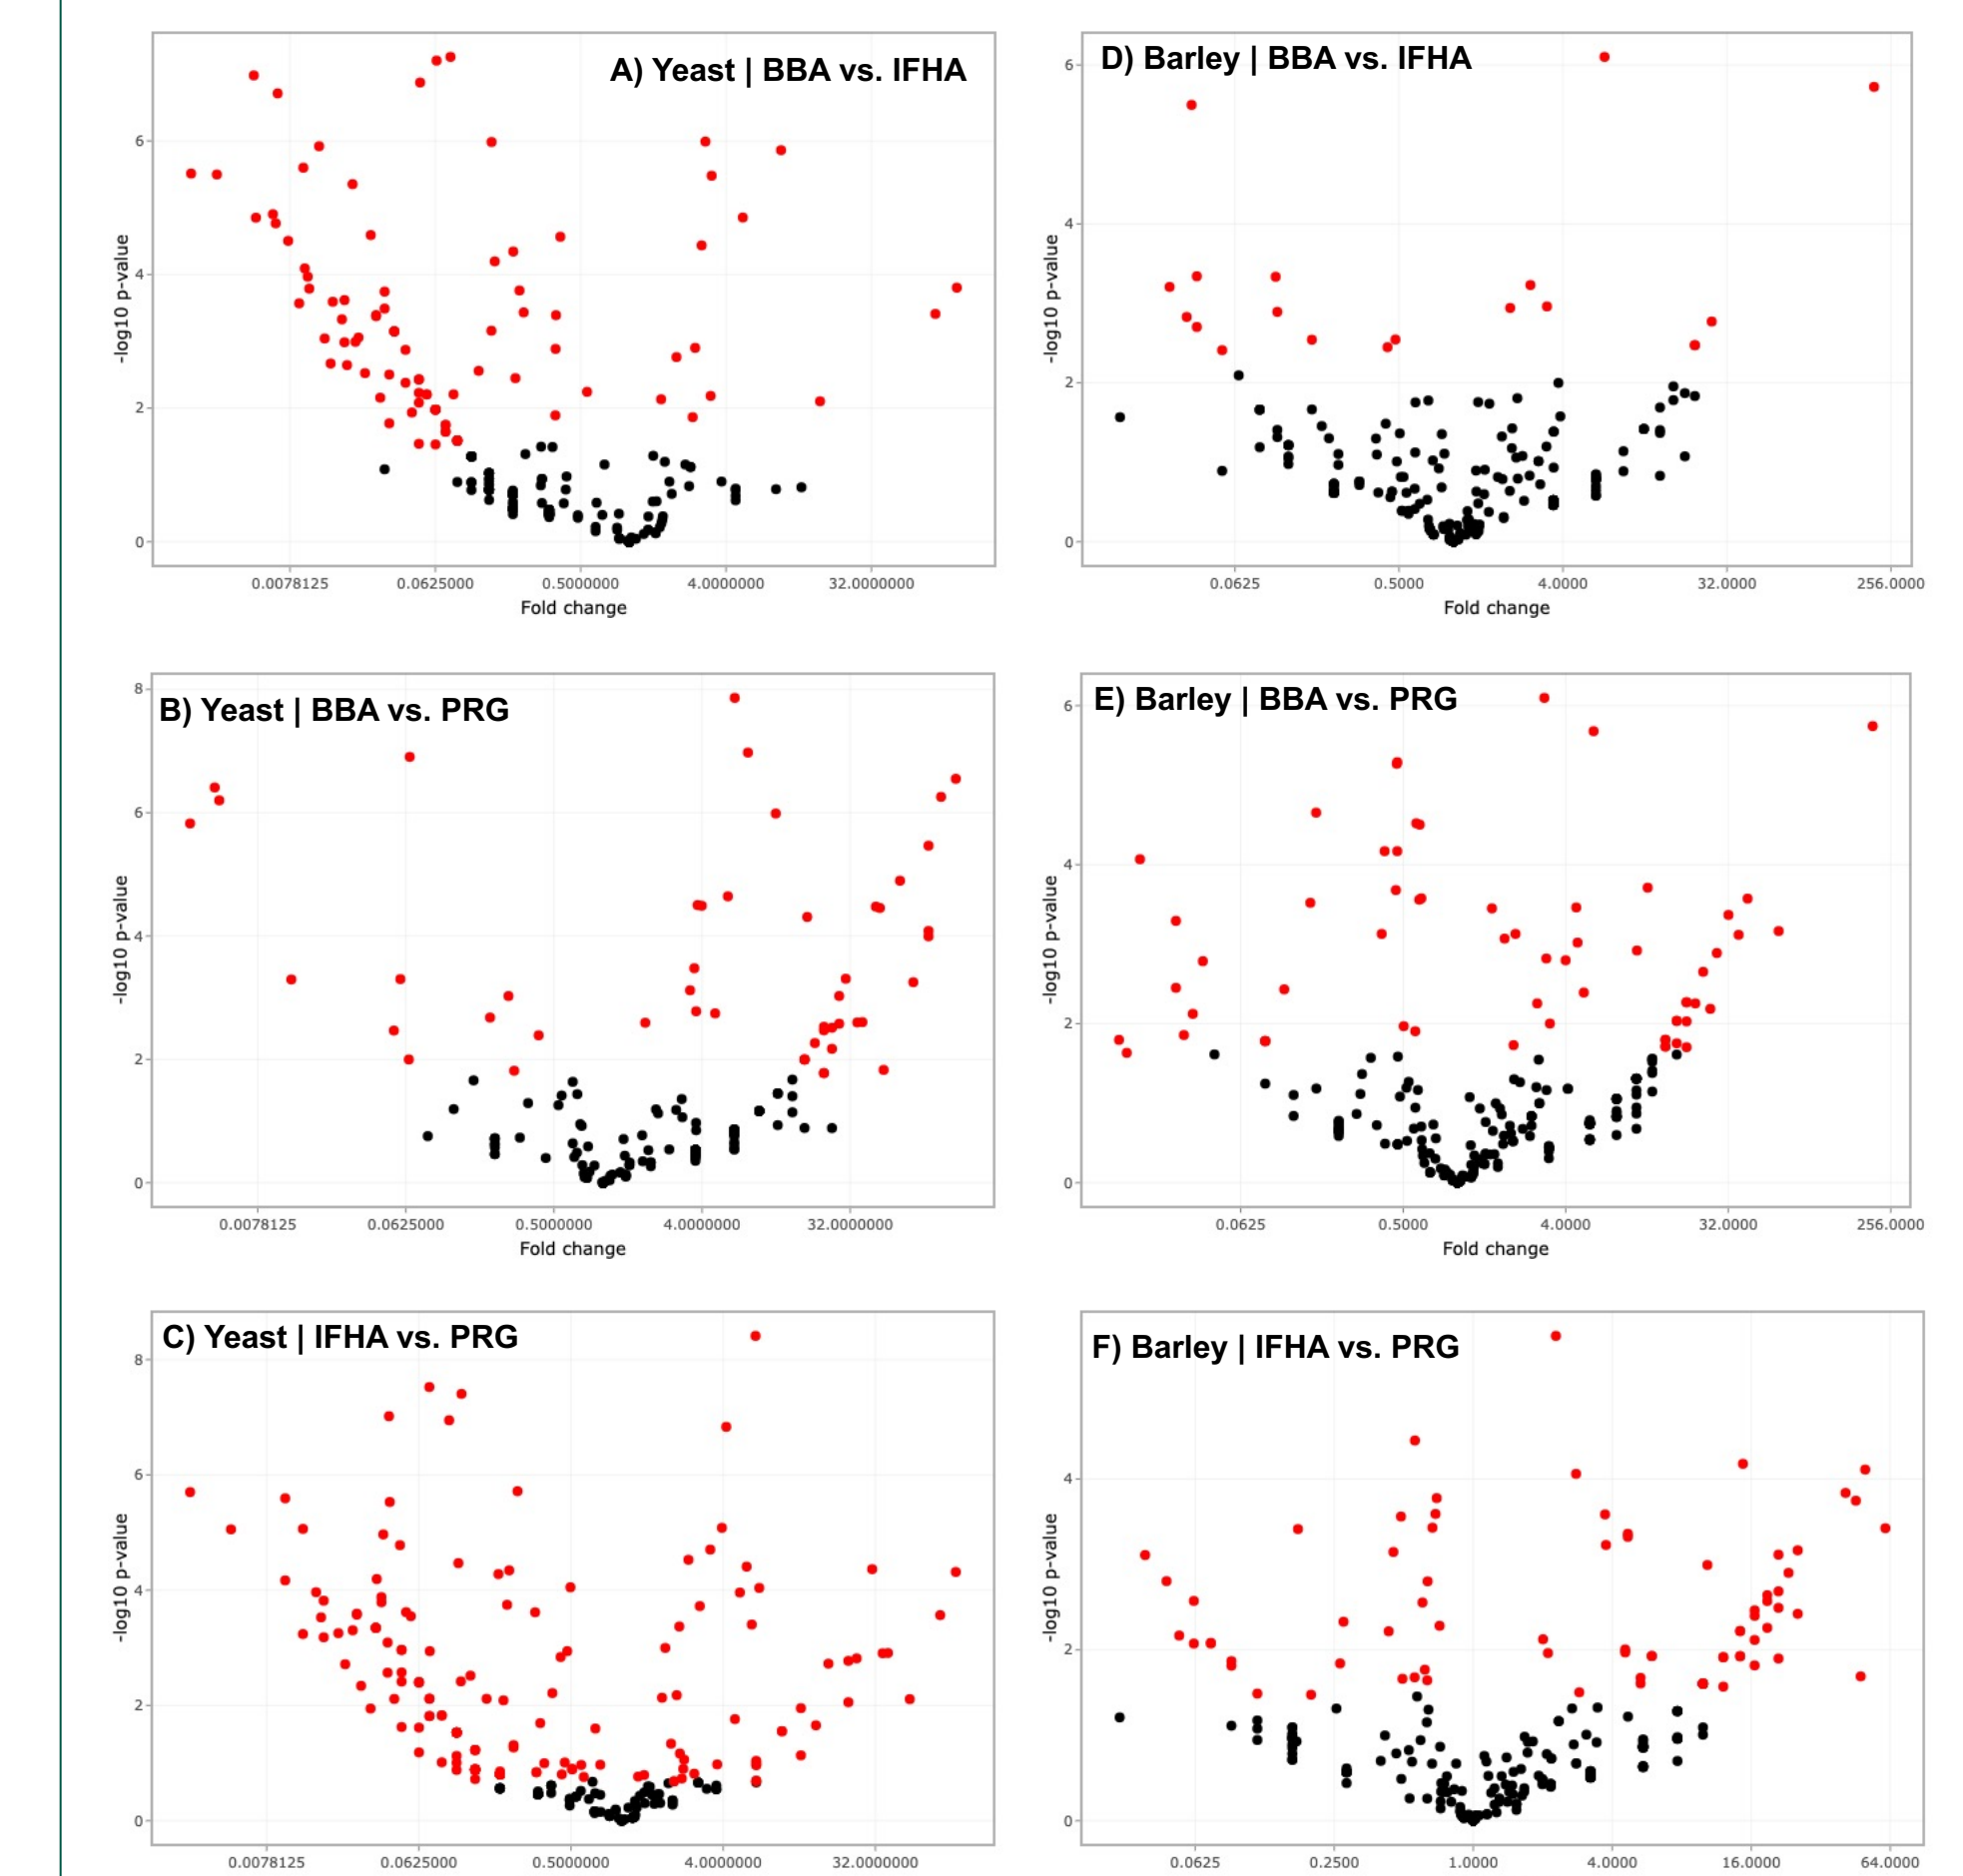 A) Yeast | BBA vs. IFHA
6
4
2
0
-log10 p-value
0.0078125 0.0625000 0.5000000 4.0000000 32.0000000
Fold change
D) Barley | BBA vs. IFHA
6
4
2
0
-log10 p-value
0.0625 0.5000 4.0000 32.0000 256.0000
Fold change
B) Yeast | BBA vs. PRG
8
6
4
2
0
-log10 p-value
0.0078125 0.0625000 0.5000000 4.0000000 32.0000000
Fold change
E) Barley | BBA vs. PRG
6
4
2
0
-log10 p-value
0.0625 0.5000 4.0000 32.0000 256.0000
Fold change
C) Yeast | IFHA vs. PRG
8
6
4
2
0
-log10 p-value
0.0078125 0.0625000 0.5000000 4.0000000 32.0000000
F) Barley | IFHA vs. PRG
4
2
0
-log10 p-value
0.0625 0.2500 1.0000 4.0000 16.0000 64.0000